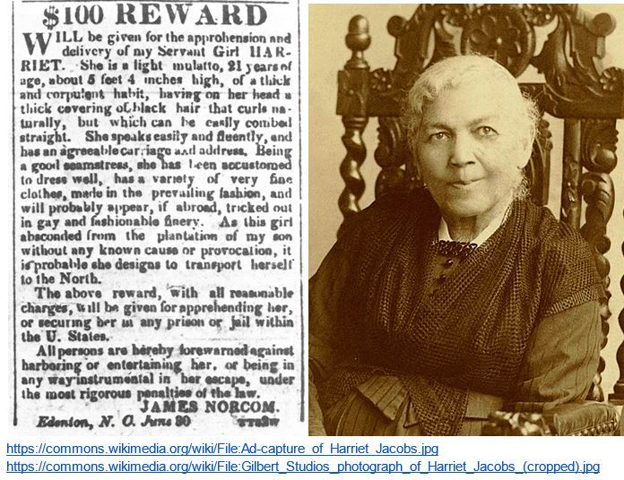 $100 REWARD
WILL be given for the apprehension and
delivery of my Servant Girl HAR-
RIET. She is a light mulatto, 21 years of
age, about 5 feet 4 inches high, of a thick
and corpulent habit, having on her head a
thick covering of black hair that curls na-
turally, but which can be easily combed
straight. She speaks easily and fluently, and
has an agreeable carriage and address. Being
a good seamstress, she has been accustomed
to dress well, has a variety of very fine
clothes, made in the prevailing fashion, and
will probably appear, if abroad, tricked out
in gay and fashionable finery. As this girl
absconded from the plantation of my son
without any known cause or provocation, it
is probable she designs to transport herself
to the North.
The above reward, with all reasonable
charges, will be given for apprehending her,
or securing her in any prison or jail within
the U. States.
All persons are hereby forewarned against
harboring or entertaining her, or being in
any way instrumental in her escape, under
the most rigorous penalties of the law.
JAMES NORCOM.
Edenton, N. C. June 30
https://commons.wikimedia.org/wiki/File:Ad-capture_of_Harriet_Jacobs.jpg
https://commons.wikimedia.org/wiki/File:Gilbert_Studios_photograph_of_Harriet_Jacobs_(cropped).jpg